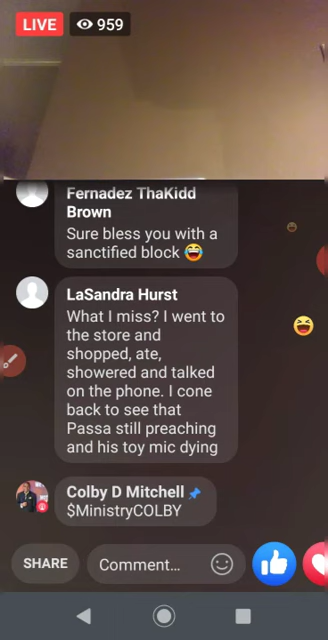 LIVE 959
Fernadez ThaKidd
Brown
Sure bless you with a
sanctified block 😂
LaSandra Hurst
What I miss? I went to
the store and
shopped, ate,
showered and talked
on the phone. I cone
back to see that
Passa still preaching
and his toy mic dying
Colby D Mitchell
$MinistryCOLBY
SHARE Comment...